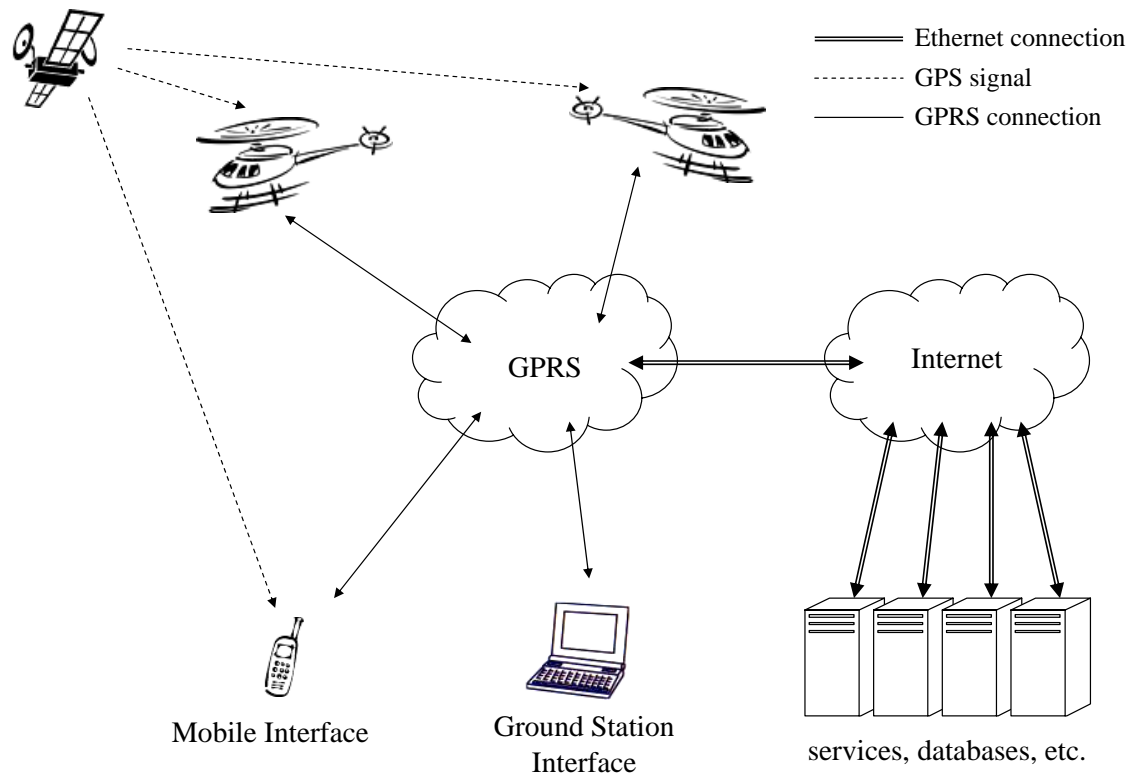 Ethernet connection
GPS signal
GPRS connection
GPRS
Internet
Mobile Interface
Ground Station
Interface
services, databases, etc.